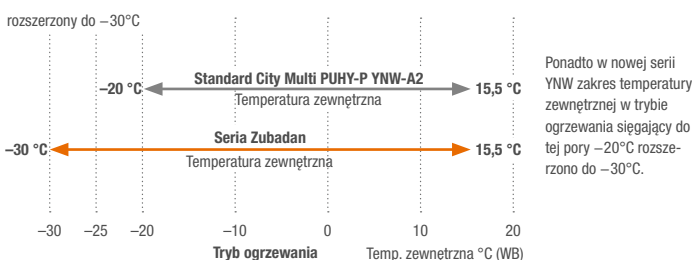 rozszerzony do −30°C
Standard City Multi PUHY-P YNW-A2
−20 °C
15,5 °C
Temperatura zewnętrzna
Seria Zubadan
−30 °C
15,5 °C
Temperatura zewnętrzna
−30
−25
−20
−10
0
10
20
Tryb ogrzewania
Temp. zewnętrzna °C (WB)
Ponadto w nowej serii
YNW zakres temperatury
zewnętrznej w trybie
ogrzewania sięgający do
tej pory −20°C rozsze-
rzono do −30°C.